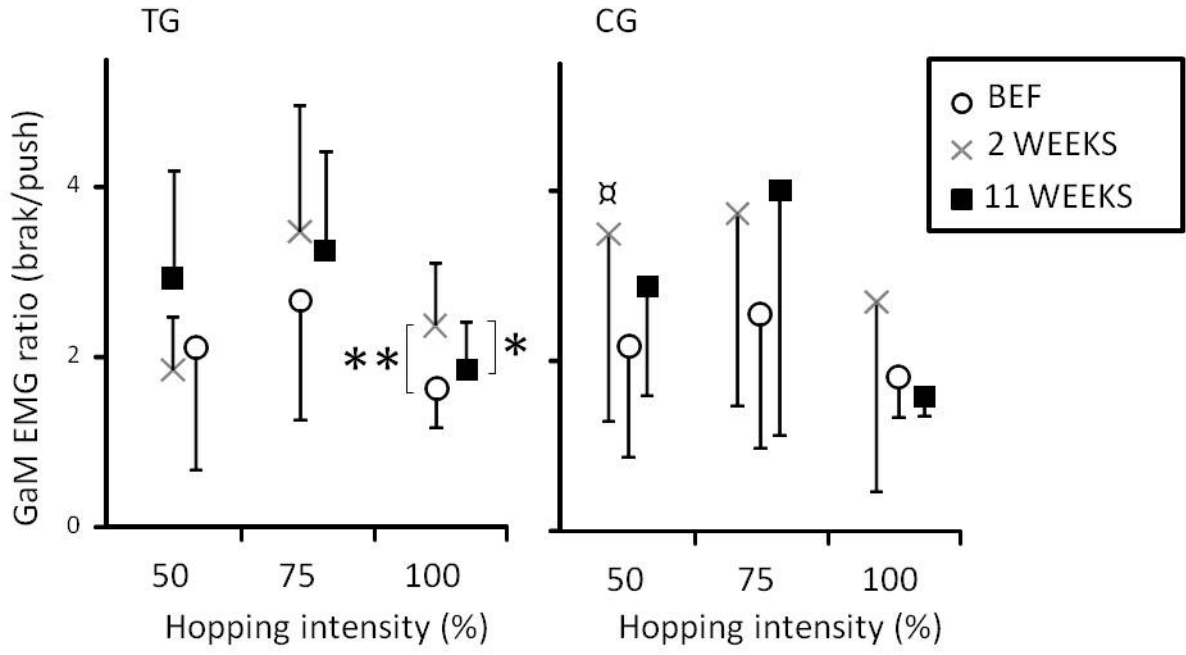 TG
CG
BEF
2 WEEKS
11 WEEKS
GaM EMG ratio (brak/push)
4
2
0
¤
**
*
50 75 100
50 75 100
Hopping intensity (%)
Hopping intensity (%)